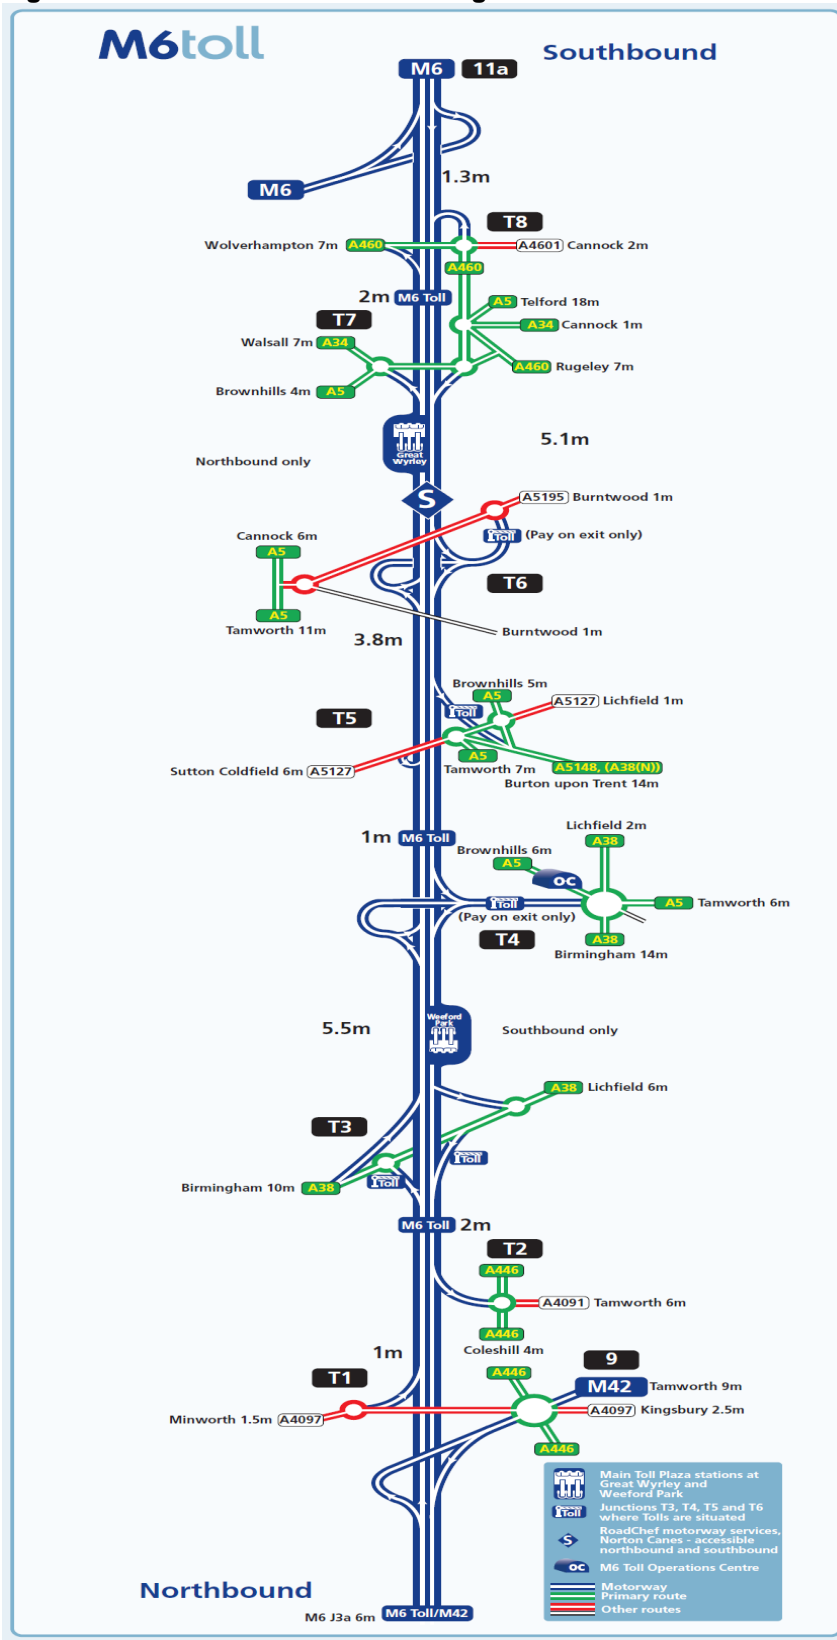 M6toll
Southbound
M6 11a
M6
1.3m
T8
Wolverhampton 7m A460
A4601 Cannock 2m
A460
2m M6 Toll
A5 Telford 18m
T7
A34 Cannock 1m
Walsall 7m A34
A460 Rugeley 7m
Brownhills 4m A5
5.1m
Great
Wyrley
Northbound only
S
A5195 Burntwood 1m
Toll (Pay on exit only)
Cannock 6m
A5
T6
A5
Tamworth 11m
Burntwood 1m
3.8m
Brownhills 5m
A5
A5127 Lichfield 1m
Toll
T5
A5
Sutton Coldfield 6m A5127
Tamworth 7m
A5148, (A38(N))
Burton upon Trent 14m
Lichfield 2m
1m M6 Toll
A38
Brownhills 6m
A5
OC
Toll
A5 Tamworth 6m
(Pay on exit only)
T4
A38
Birmingham 14m
Weeford
Park
5.5m
Southbound only
A38 Lichfield 6m
T3
Toll
Toll
Birmingham 10m A38
M6 Toll 2m
T2
A446
A4091 Tamworth 6m
A446
Coleshill 4m
1m
9
T1
A446
M42 Tamworth 9m
Minworth 1.5m A4097
A4097 Kingsbury 2.5m
A446
Main Toll Plaza stations at
Great Wyrley and
Weeford Park
Toll
Junctions T3, T4, T5 and T6
where Tolls are situated
S
RoadChef motorway services,
Norton Canes - accessible
northbound and southbound
OC M6 Toll Operations Centre
Motorway
Primary route
Other routes
Northbound
M6 J3a 6m M6 Toll/M42